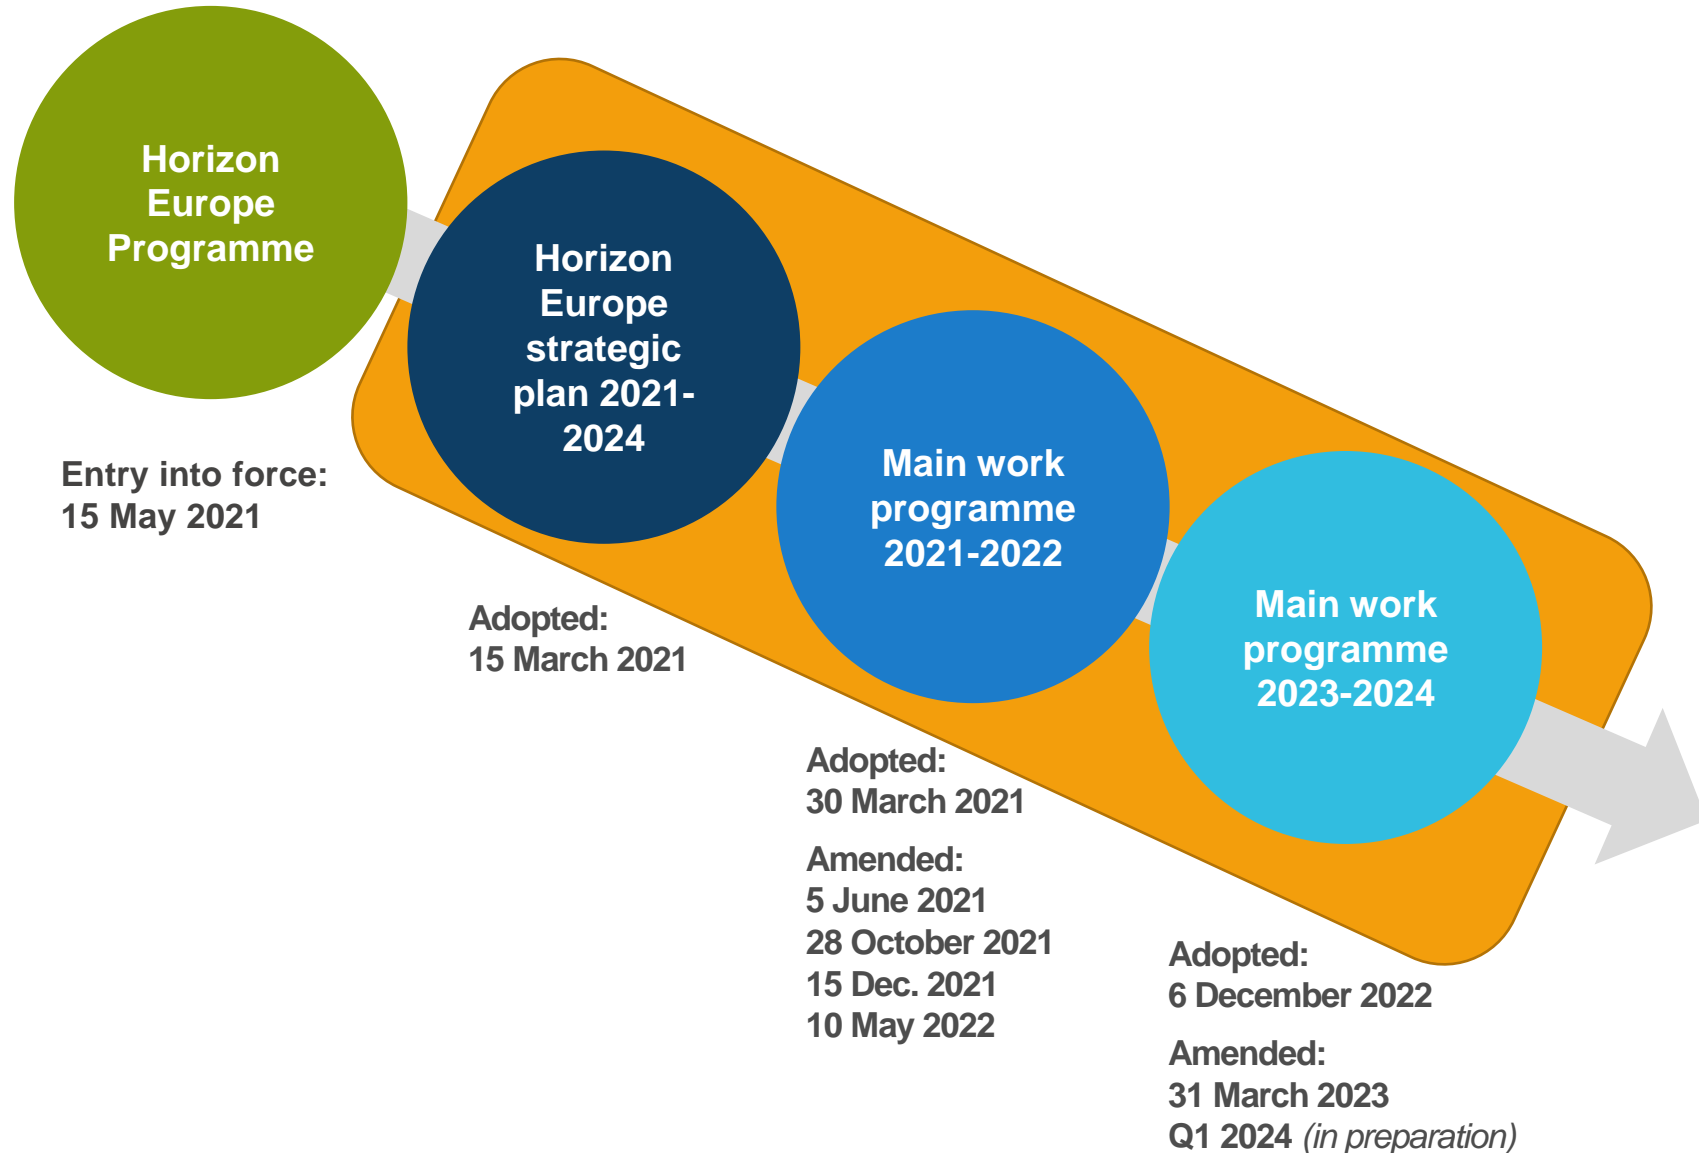 Horizon
Europe
Programme
Entry into force:
15 May 2021
Horizon
Europe
strategic
plan 2021-
2024
Adopted:
15 March 2021
Main work
programme
2021-2022
Adopted:
30 March 2021
Amended:
5 June 2021
28 October 2021
15 Dec. 2021
10 May 2022
Main work
programme
2023-2024
Adopted:
6 December 2022
Amended:
31 March 2023
Q1 2024 (in preparation)